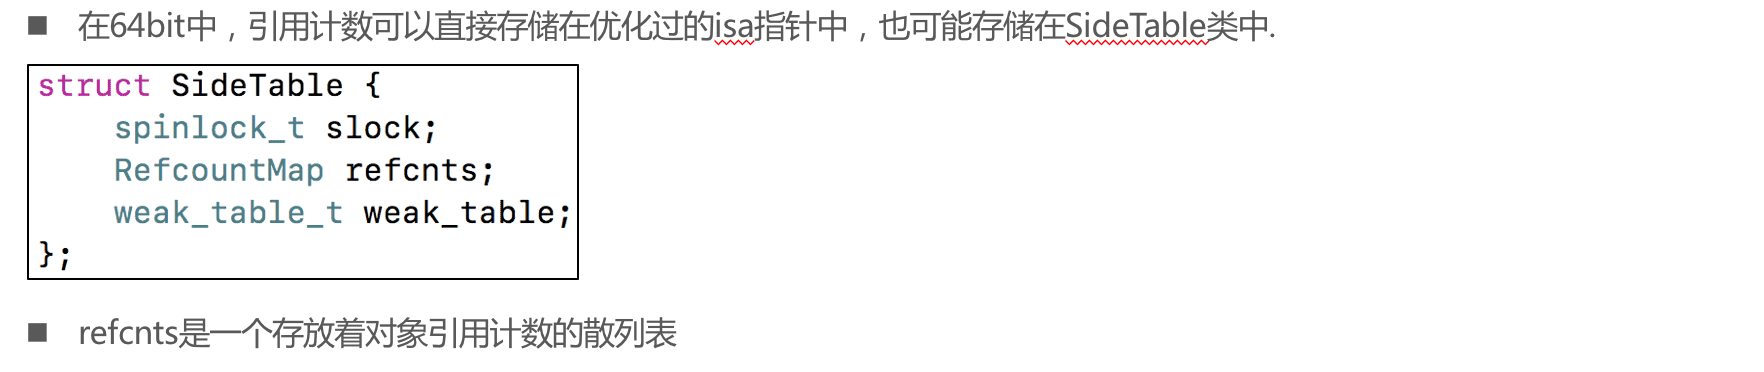 ■ 在64bit中，引用计数可以直接存储在优化过的isa指针中，也可能存储在SideTable类中.
struct SideTable {
    spinlock_t slock;
    RefcountMap refcnts;
    weak_table_t weak_table;
};
■ refcnts是一个存放着对象引用计数的散列表